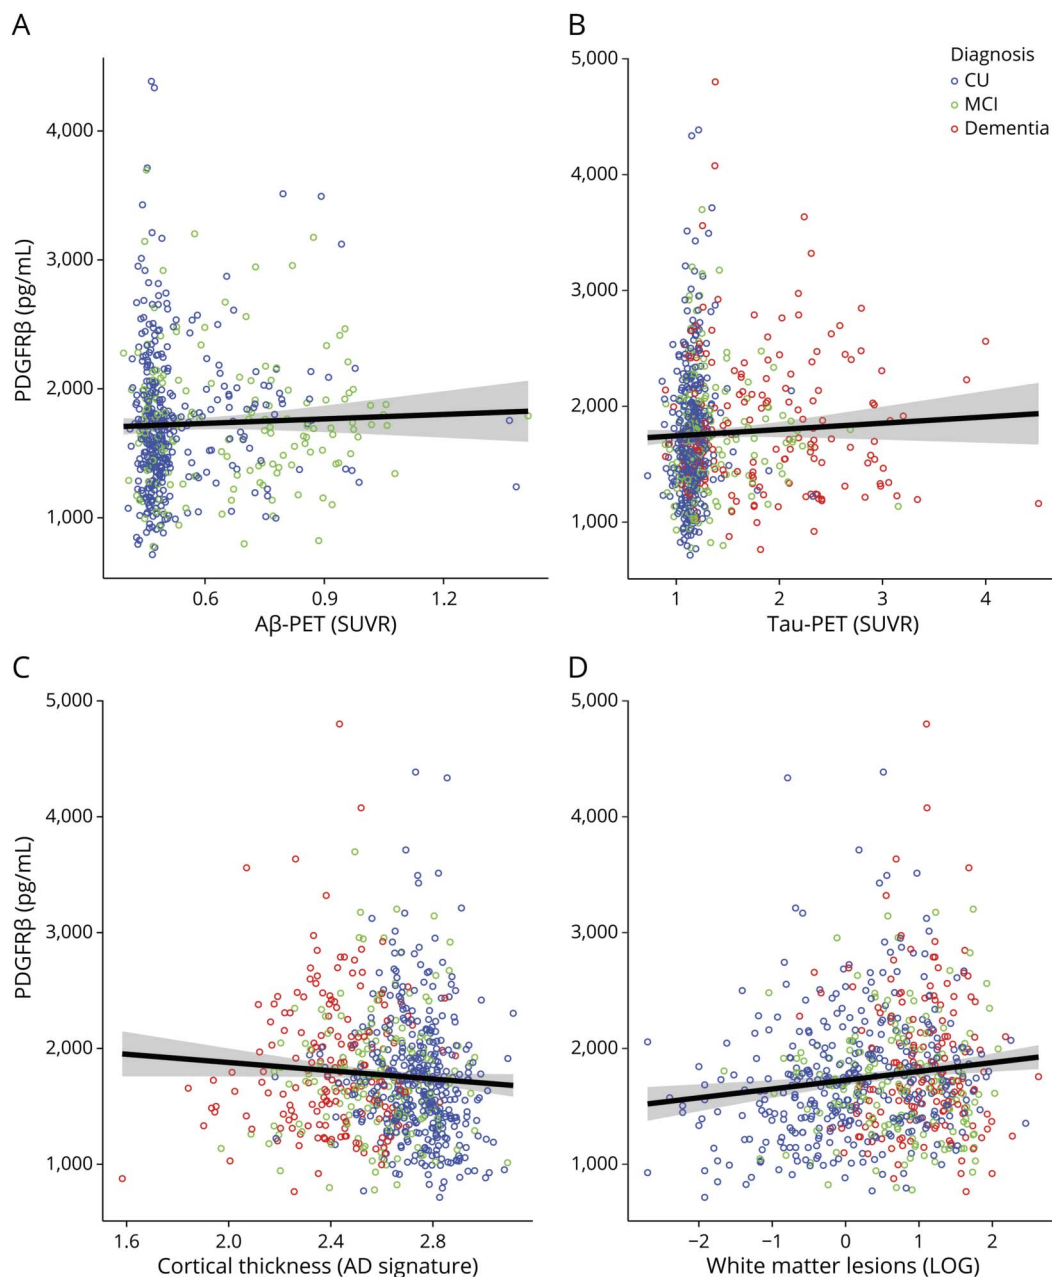 A
B
5,000
Diagnosis
CU
MCI
Dementia
4,000
4,000
PDGFRβ (pg/mL)
3,000
3,000
2,000
2,000
1,000
1,000
0.6 0.9 1.2
1 2 3 4
Aβ-PET (SUVR)
Tau-PET (SUVR)
C
D
5,000
5,000
4,000
4,000
PDGFRβ (pg/mL)
3,000
3,000
2,000
2,000
1,000
1,000
1.6 2.0 2.4 2.8
−2 −1 0 1 2
Cortical thickness (AD signature)
White matter lesions (LOG)